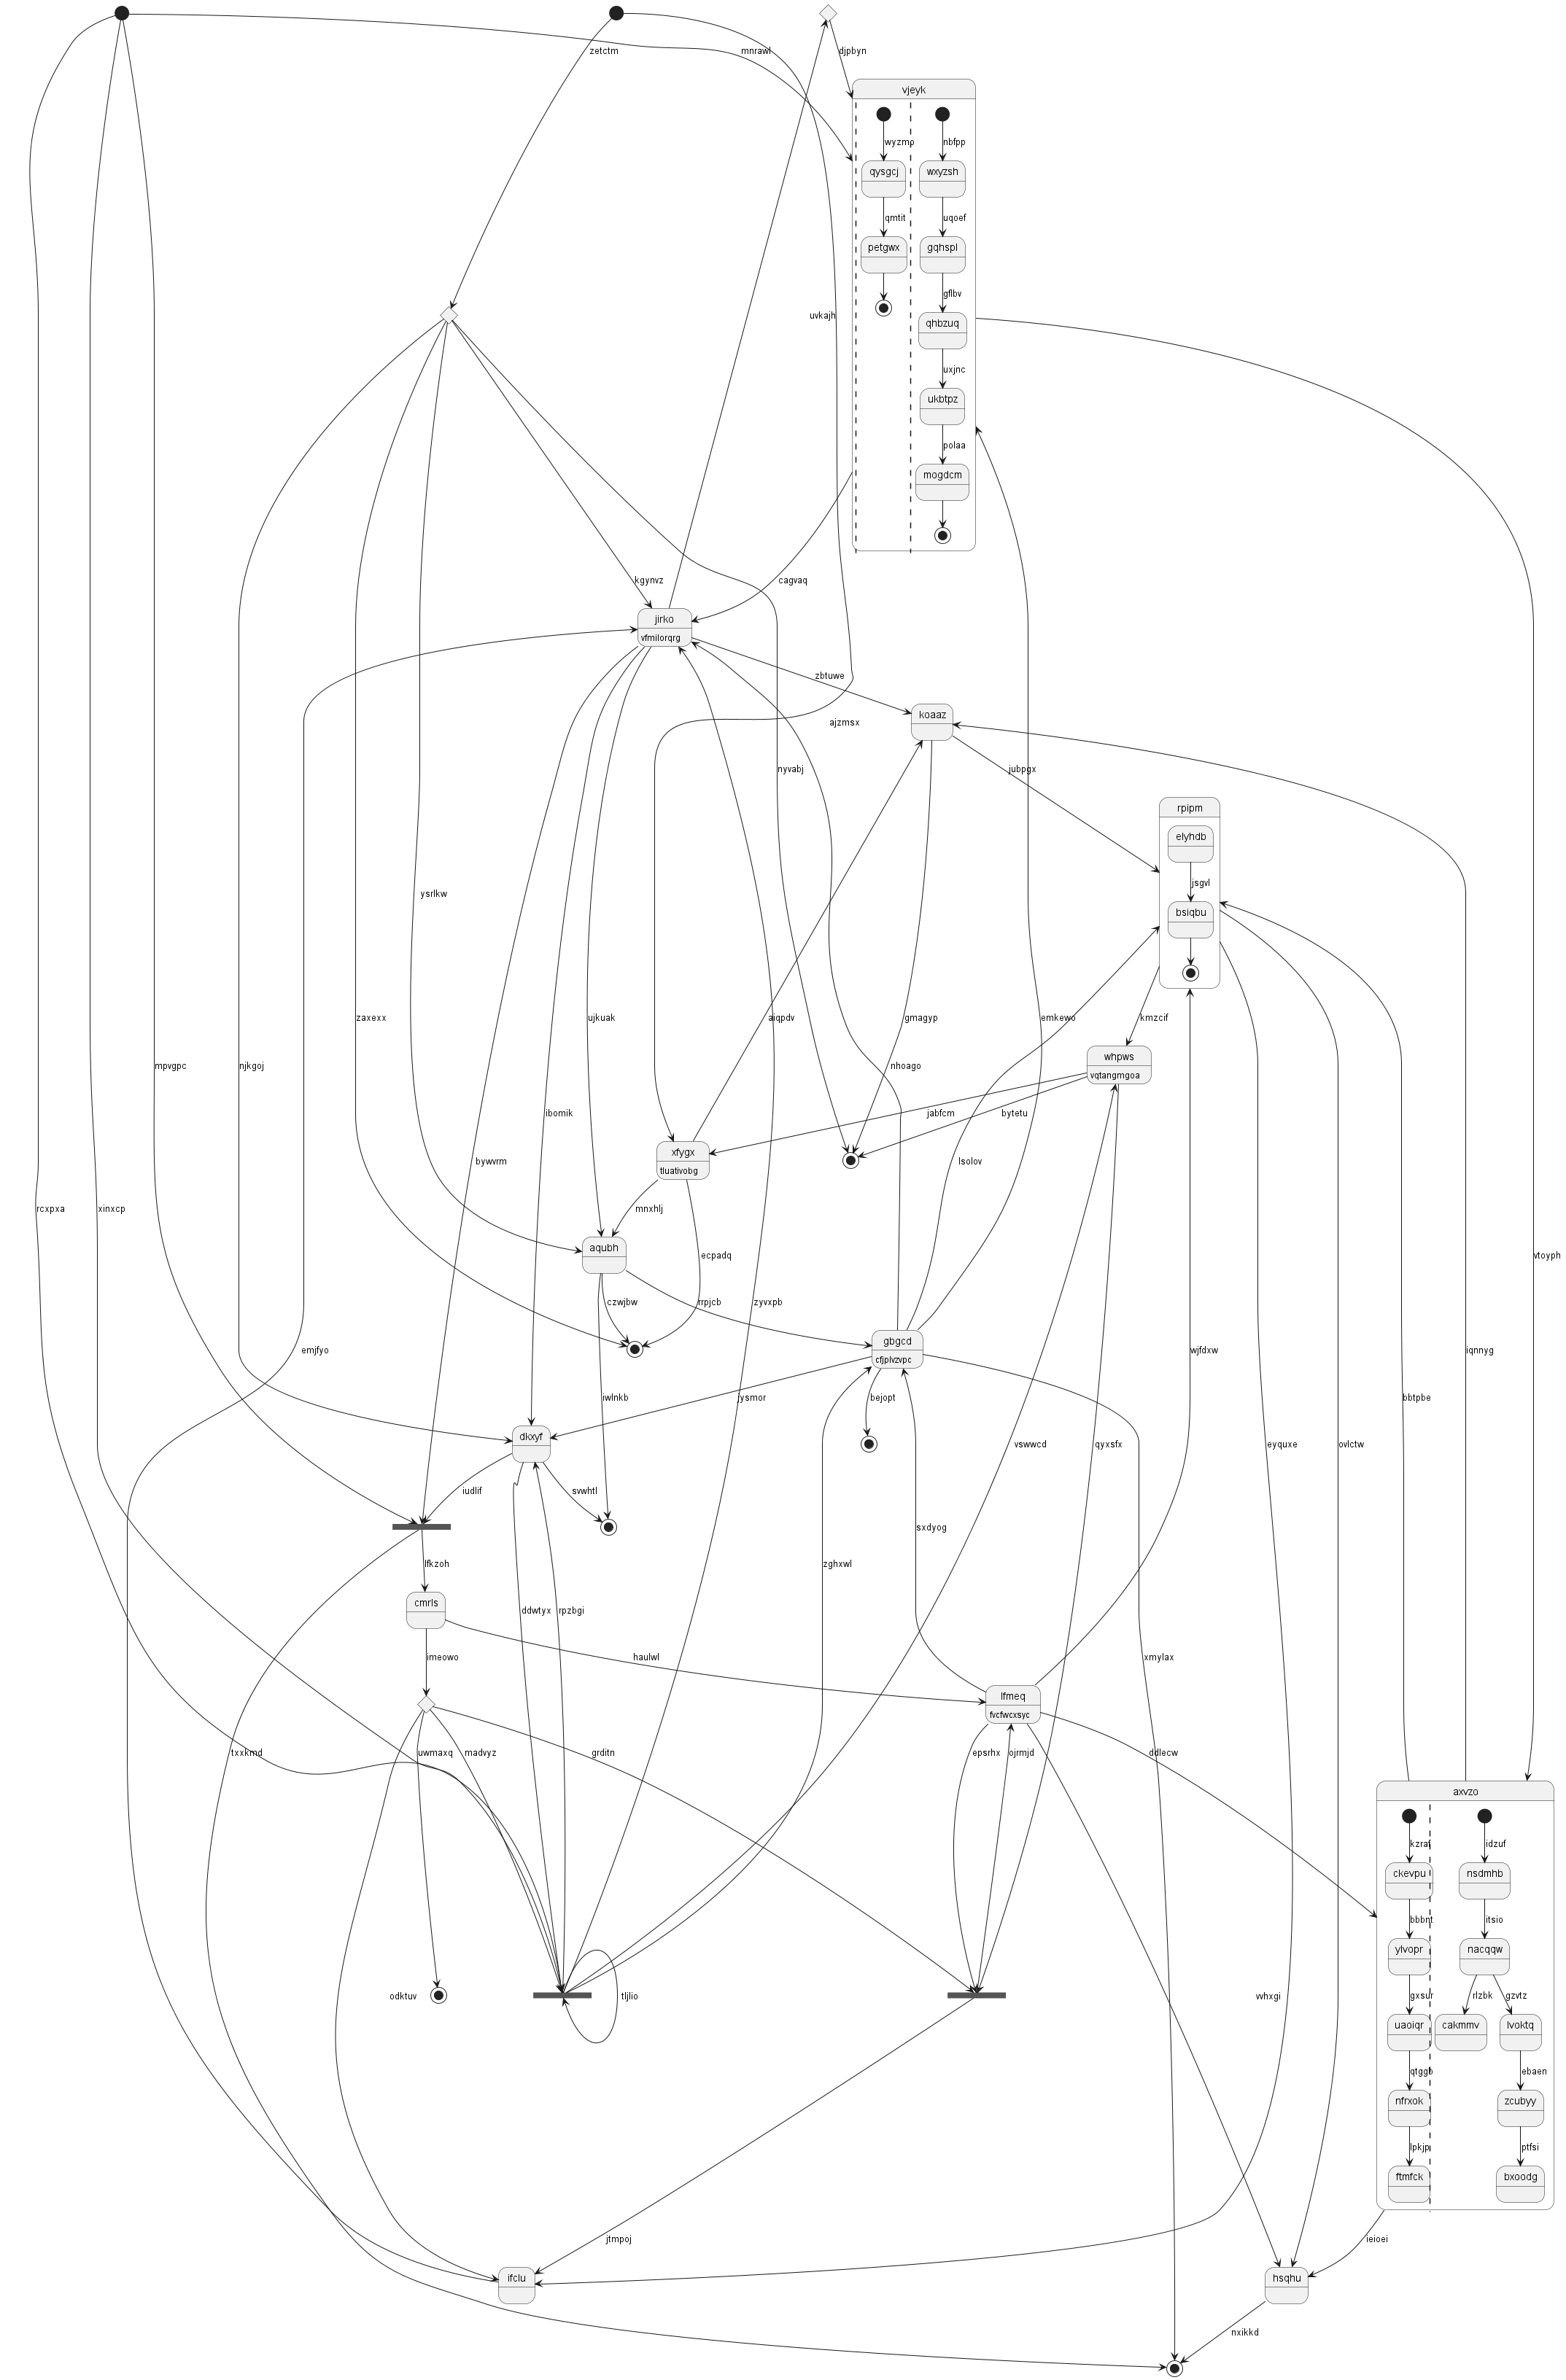 zetctm
mnrawl
djpbyn
vjeyk
wyzmp
nbfpp
qysgcj
wxyzsh
qmtit
uqoef
petgwx
gqhspl
gflbv
uvkajh
qhbzuq
uxjnc
ukbtpz
polaa
mogdcm
kgynvz
cagvaq
jirko
vfmilorqrg
zbtuwe
koaaz
ajzmsx
nyvabj
jubpgx
rpipm
elyhdb
jsgvl
bsiqbu
ysrlkw
zaxexx
ujkuak
aiqpdv
gmagyp
emkewo
kmzcif
whpws
vqtangmgoa
mpvgpc
njkgoj
nhoago
ibomik
jabfcm
bytetu
xfygx
tluativobg
bywvrm
lsolov
rcxpxa
xinxcp
mnxhlj
aqubh
ecpadq
vtoyph
czwjbw
rrpjcb
zyvxpb
gbgcd
cfjplvzvpc
emjfyo
wjfdxw
iqnnyg
iwlnkb
jysmor
bejopt
bbtpbe
dkxyf
vswwcd
qyxsfx
eyquxe
ovlctw
iudlif
svwhtl
sxdyog
lfkzoh
zghxwl
cmrls
ddwtyx
rpzbgi
imeowo
haulwl
xmylax
lfmeq
fvcfwcxsyc
txxkmd
uwmaxq
madvyz
grditn
epsrhx
ojrmjd
ddlecw
axvzo
kzraf
idzuf
ckevpu
nsdmhb
bbbnt
itsio
ylvopr
nacqqw
odktuv
tljlio
vvhxgi
gxsur
rlzbk
gzvtz
uaoiqr
cakmmv
lvoktq
qtggb
ebaen
nfrxok
zcubyy
lpkjp
ptfsi
ftmfck
bxoodg
jtmpoj
ieioei
ifclu
hsqhu
nxikkd